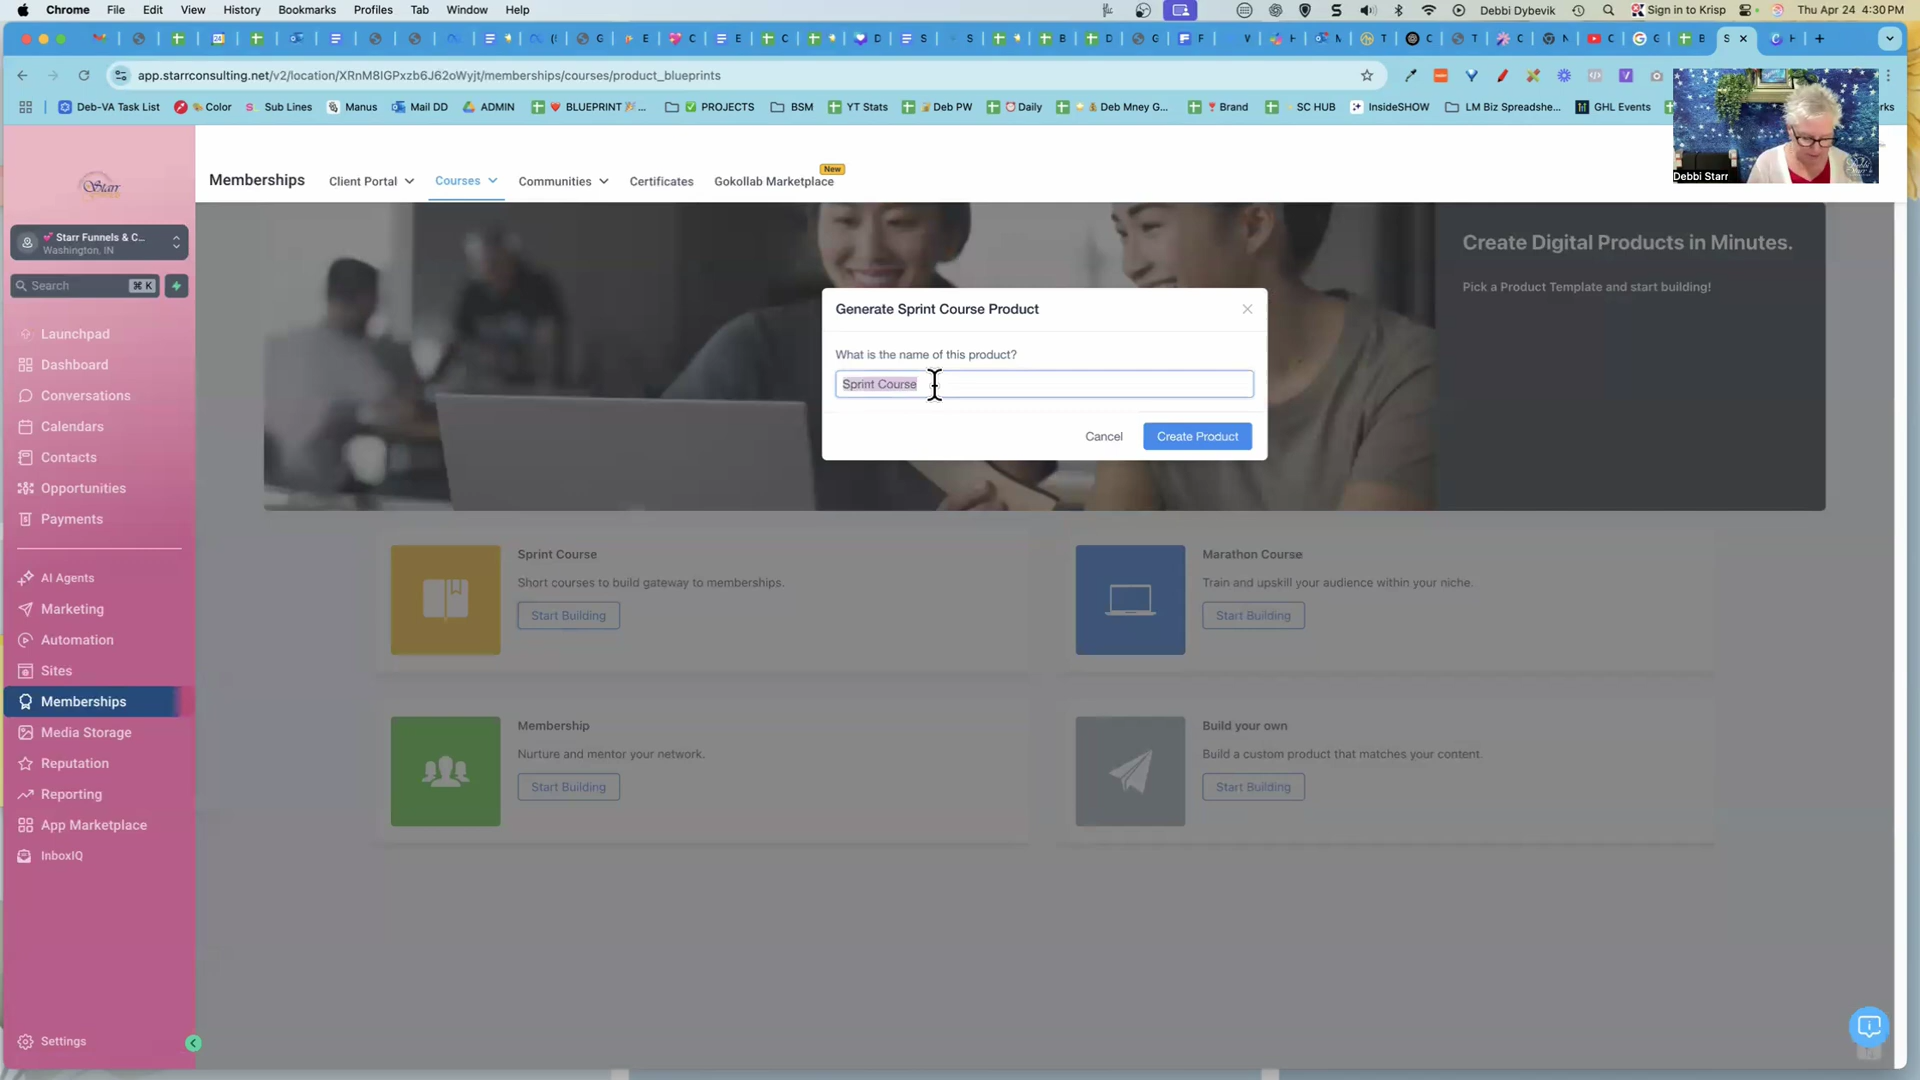 Chrome File Edit View History Bookmarks Profiles Tab Window Help
Debbi Dybevik Sign in to Krisp Thu Apr 24 4:30 PM
app.starrconsulting.net/v2/location/XRnM8IGPxzb6J62oWyjt/memberships/courses/product_blueprints
Deb-VA Task List Color Sub Lines Manus Mail DD ADMIN BLUEPRINT ... PROJECTS BSM YT Stats Deb PW Daily Deb Mney G... Brand SC HUB InsideSHOW LM Biz Spreadshe... GHL Events
Debbi Starr
Starr
Starr Funnels & C...
Washington, IN
Search ⌘ K
Launchpad
Dashboard
Conversations
Calendars
Contacts
Opportunities
Payments
AI Agents
Marketing
Automation
Sites
Memberships
Media Storage
Reputation
Reporting
App Marketplace
InboxIQ
Settings
Memberships Client Portal Courses Communities Certificates Gokollab Marketplace New
Create Digital Products in Minutes.
Pick a Product Template and start building!
Generate Sprint Course Product
What is the name of this product?
Sprint Course
Cancel Create Product
Sprint Course
Short courses to build gateway to memberships.
Start Building
Marathon Course
Train and upskill your audience within your niche.
Start Building
Membership
Nurture and mentor your network.
Start Building
Build your own
Build a custom product that matches your content.
Start Building